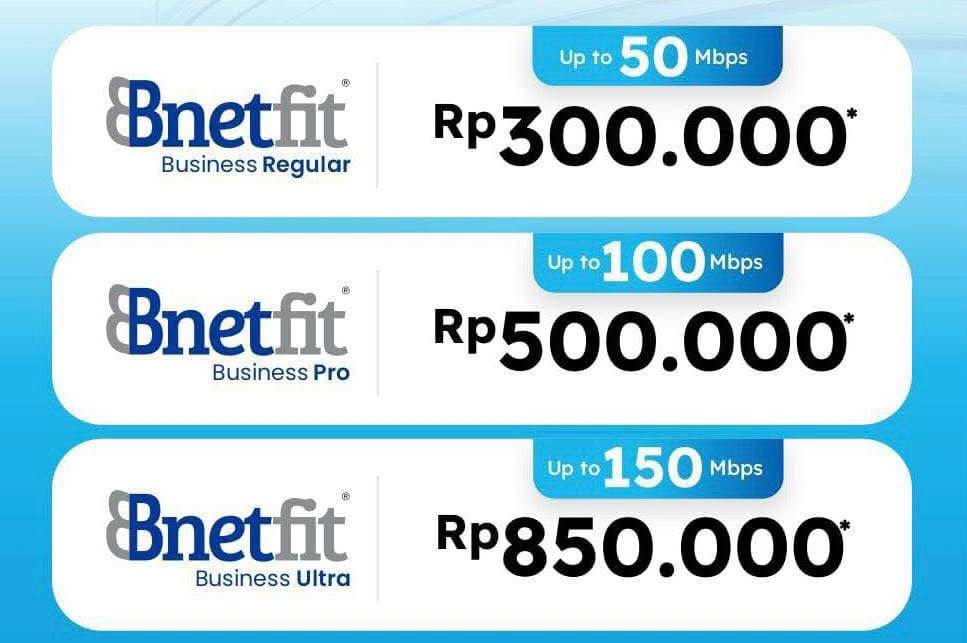 Up to 50 Mbps
Bnetfit®
Business Regular
Rp300.000*
Up to 100 Mbps
Bnetfit®
Business Pro
Rp500.000*
Up to 150 Mbps
Bnetfit®
Business Ultra
Rp850.000*